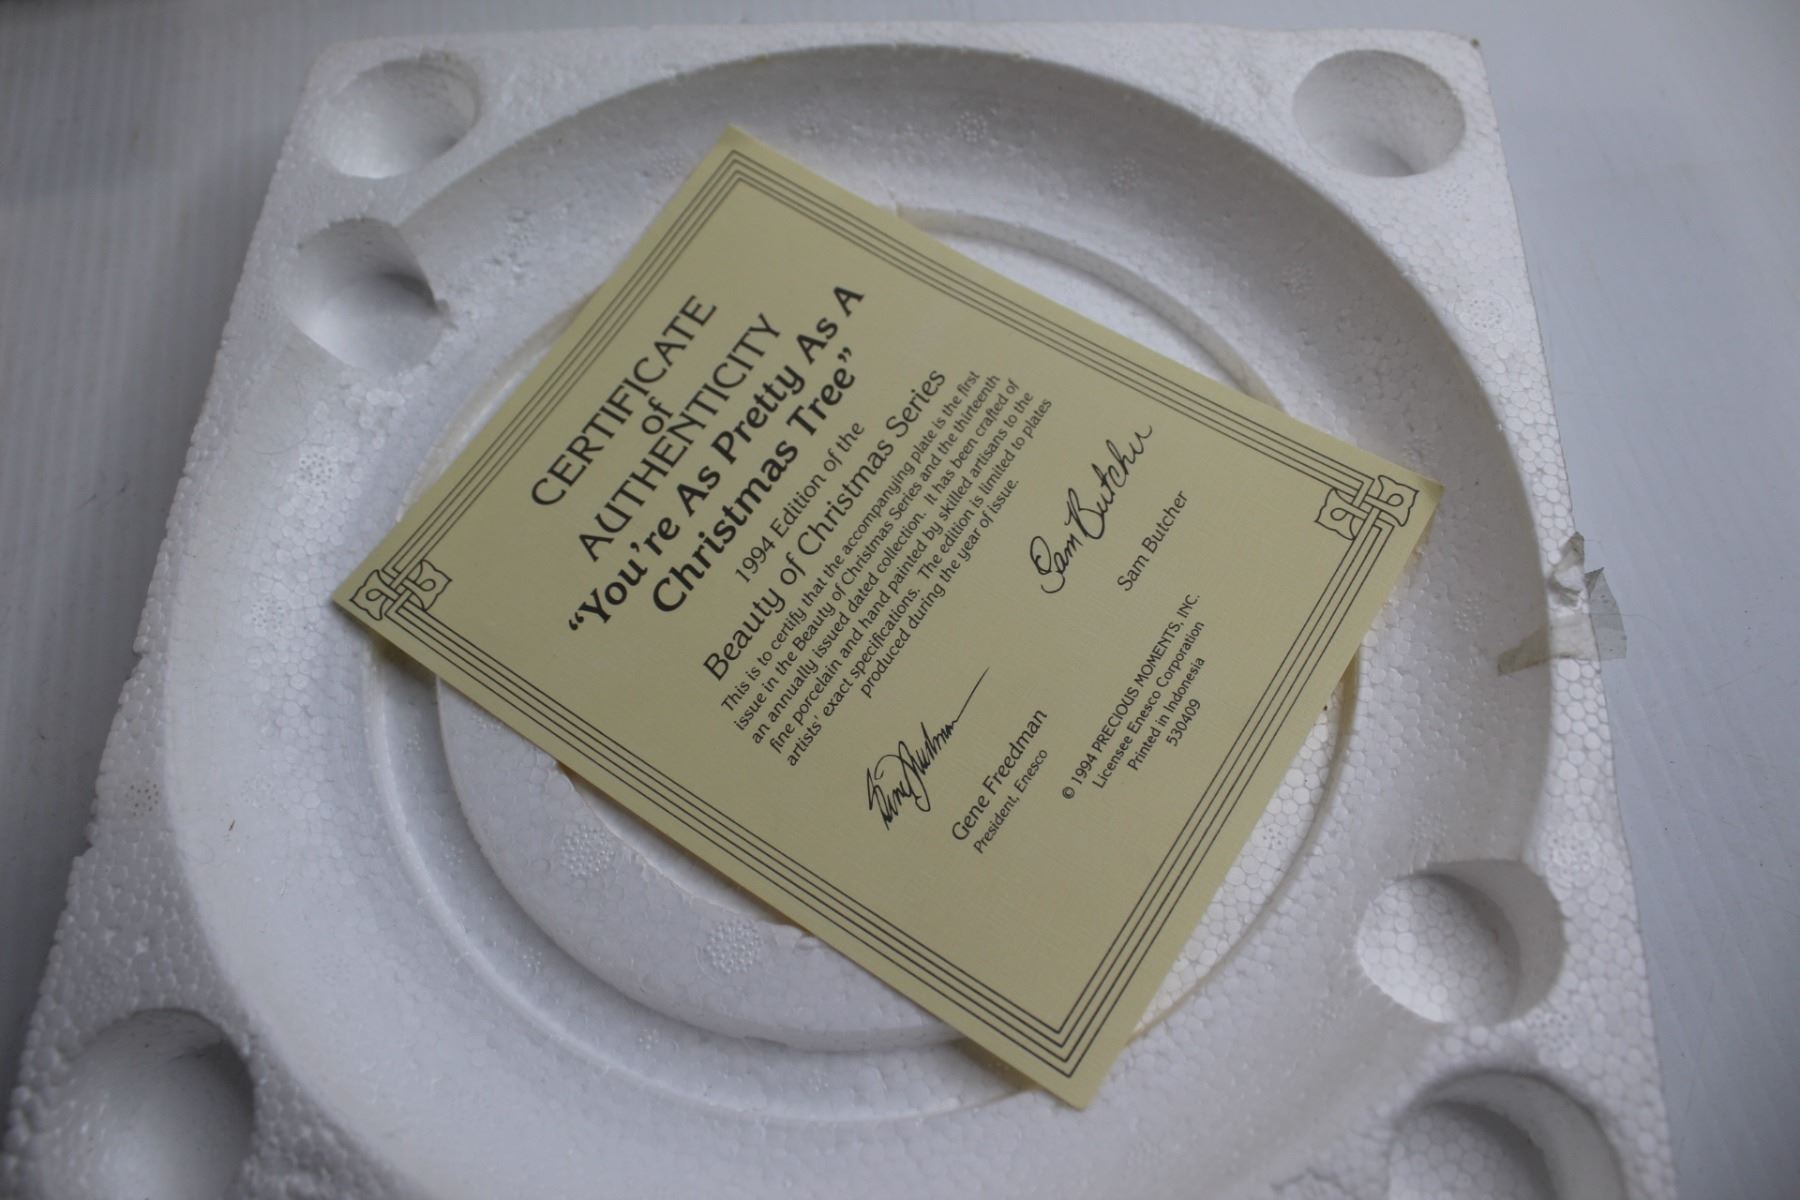 CERTIFICATE
of
AUTHENTICITY
“You're As Pretty As A
Christmas Tree”
1994 Edition of the
Beauty of Christmas Series
This is to certify that the accompanying plate is the first
issue in the Beauty of Christmas Series and the thirteenth
an annually issued dated collection. It has been crafted of
fine porcelain and hand painted by skilled artisans to the
artists' exact specifications. The edition is limited to plates
produced during the year of issue.
Sam Butcher
Gene Freedman
President, Enesco
Sam Butcher
© 1994 PRECIOUS MOMENTS, INC.
Licensee Enesco Corporation
Printed in Indonesia
530409